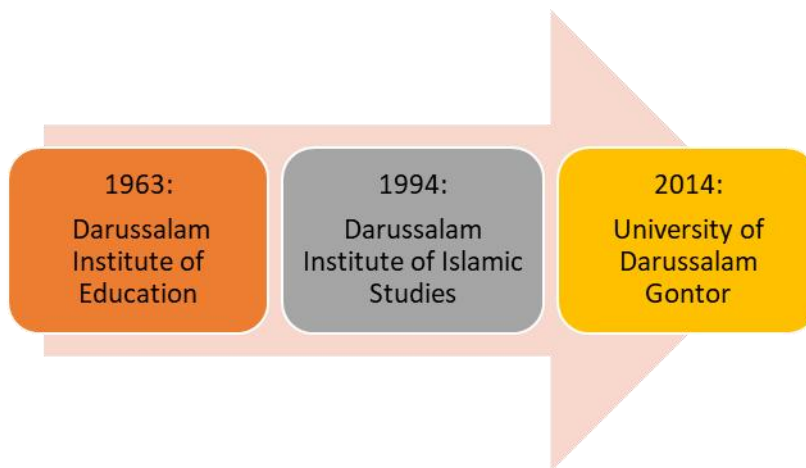 1963:
Darussalam
Institute of
Education
1994:
Darussalam
Institute of Islamic
Studies
2014:
University of
Darussalam
Gontor